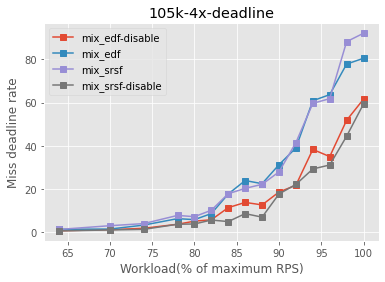 105k-4x-deadline
mix_edf-disable
mix_edf
mix_srsf
mix_srsf-disable
Miss deadline rate
80
60
40
20
0
65 70 75 80 85 90 95 100
Workload(% of maximum RPS)